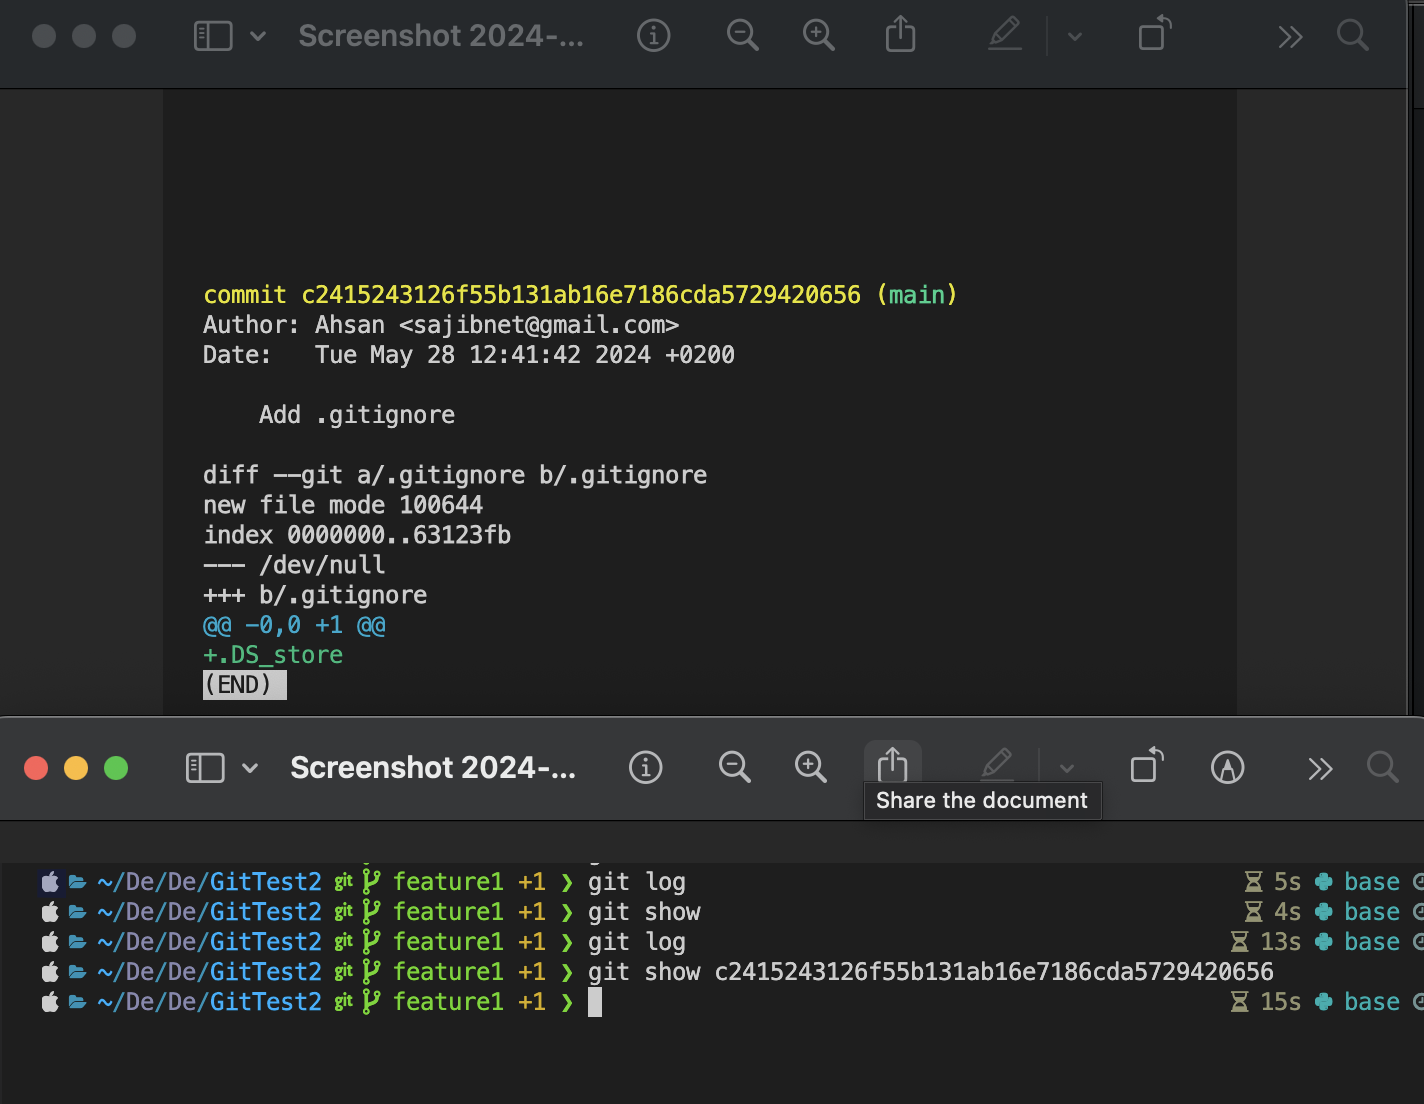 Screenshot 2024-...
commit c2415243126f55b131ab16e7186cda5729420656 (main)
Author: Ahsan <sajibnet@gmail.com>
Date:   Tue May 28 12:41:42 2024 +0200
    Add .gitignore
diff --git a/.gitignore b/.gitignore
new file mode 100644
index 0000000..63123fb
--- /dev/null
+++ b/.gitignore
@@ -0,0 +1 @@
+.DS_store
(END)
Screenshot 2024-...
Share the document
~/De/De/GitTest2 git feature1 +1 ❯ git log 5s base
~/De/De/GitTest2 git feature1 +1 ❯ git show 4s base
~/De/De/GitTest2 git feature1 +1 ❯ git log 13s base
~/De/De/GitTest2 git feature1 +1 ❯ git show c2415243126f55b131ab16e7186cda5729420656
~/De/De/GitTest2 git feature1 +1 ❯ 15s base